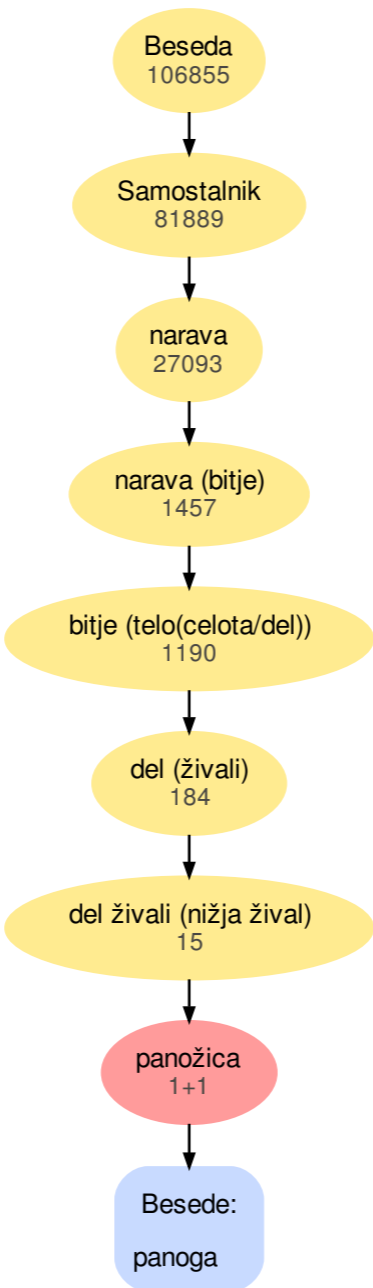 Beseda
106855
Samostalnik
81889
narava
27093
narava (bitje)
1457
bitje (telo(celota/del))
1190
del (živali)
184
del živali (nižja žival)
15
panožica
1+1
Besede:
panoga